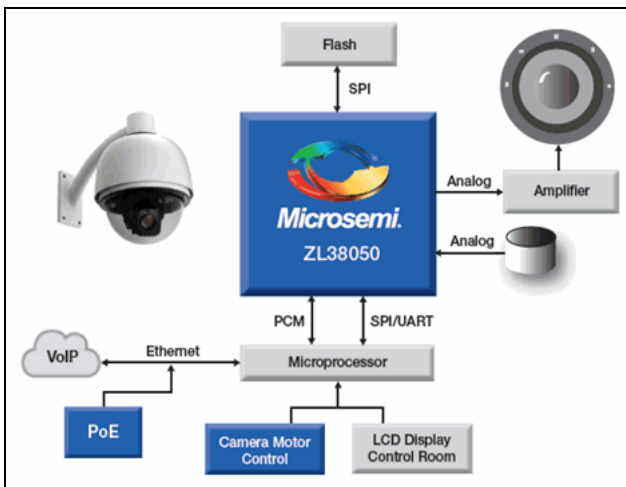 Flash
SPI
Microsemi.
ZL38050
Analog
Amplifier
Analog
PCM
SPI/UART
VoIP
Ethernet
Microprocessor
PoE
Camera Motor
Control
LCD Display
Control Room